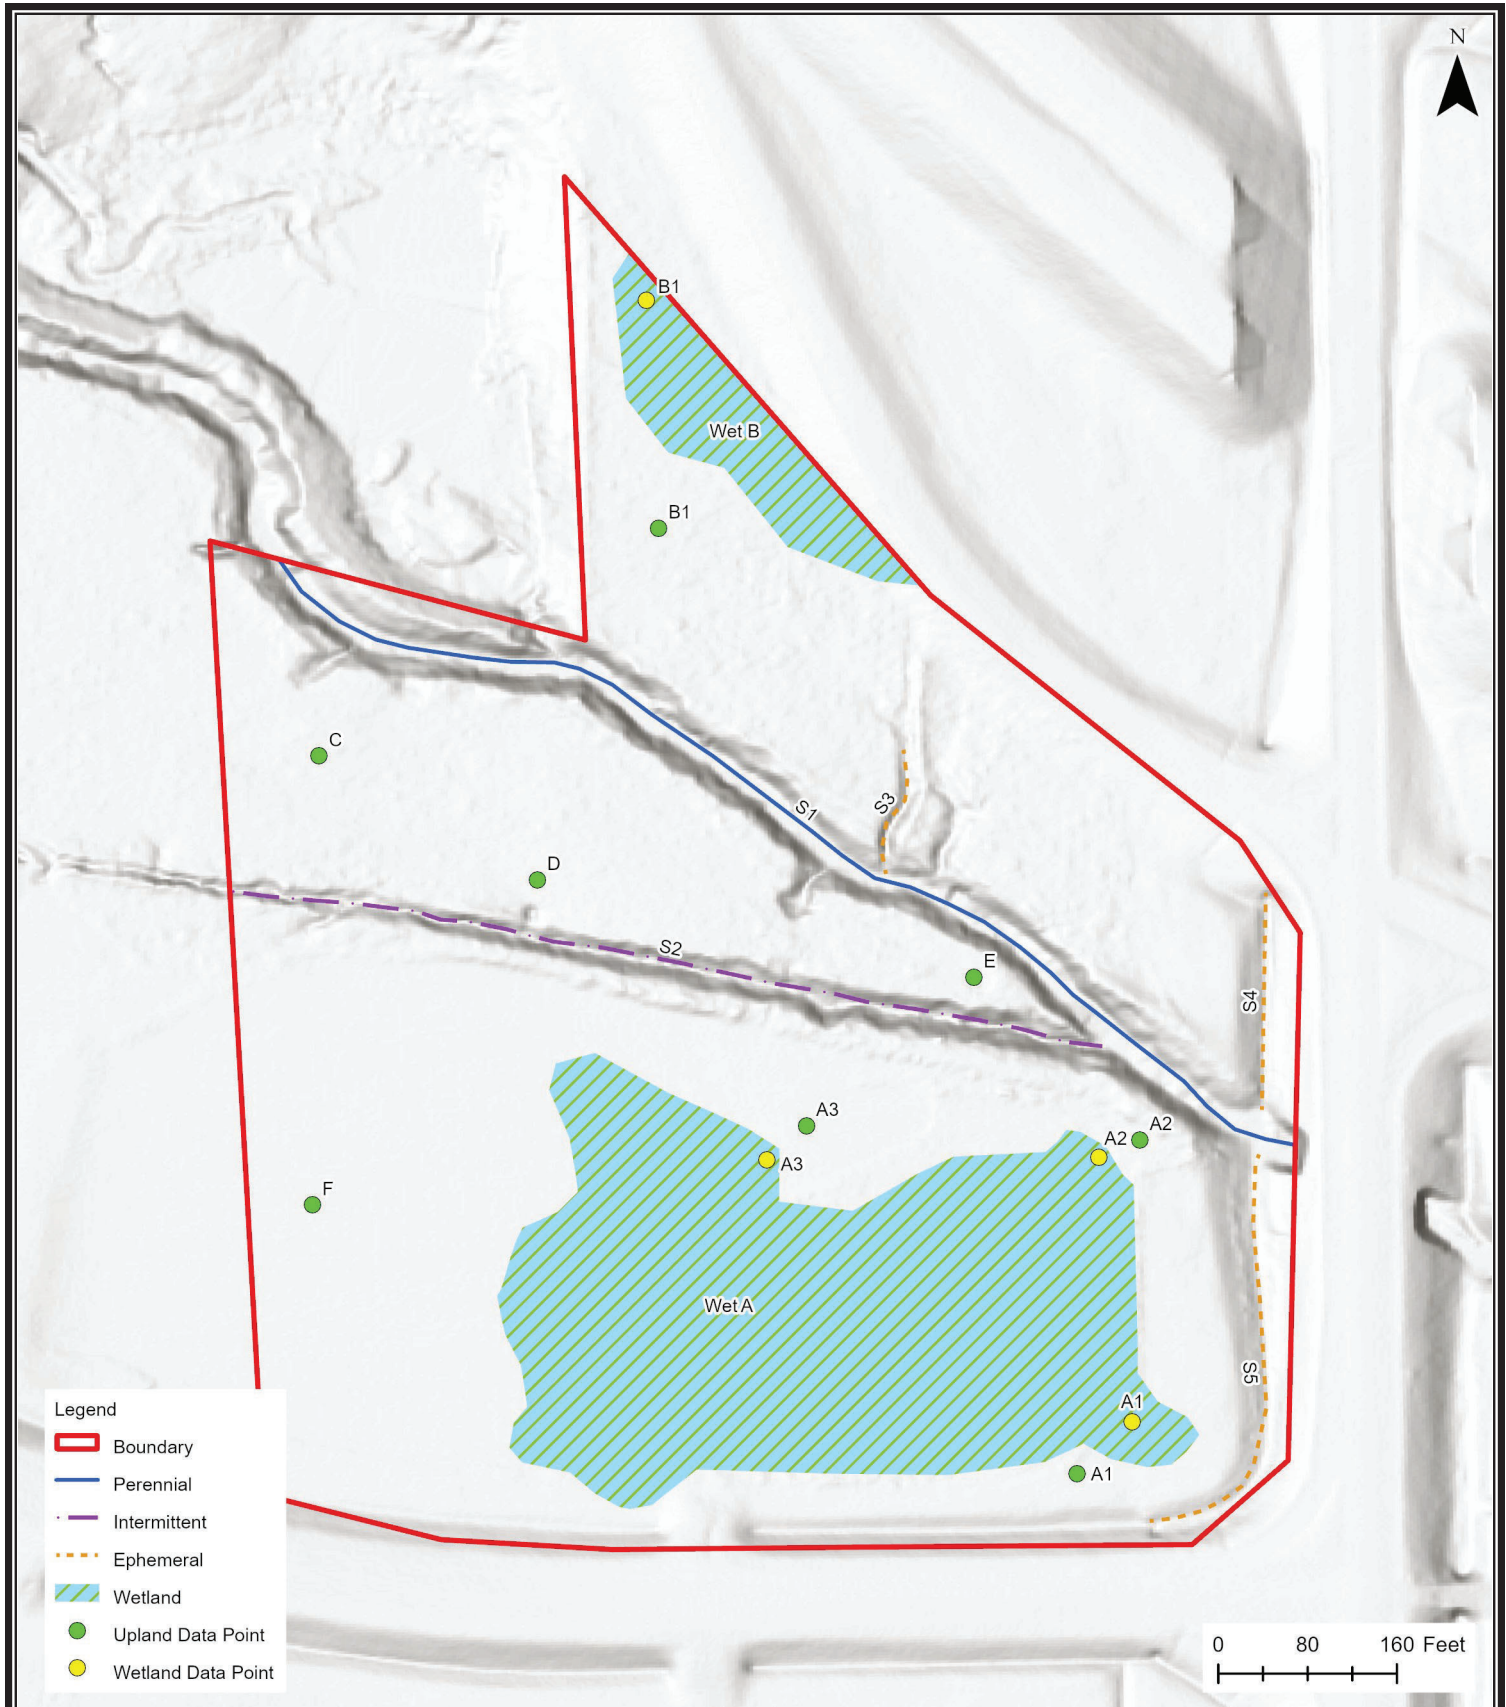 N
B1
Wet B
B1
C
S3
S1
D
S2
E
S4
A3
A2
A2
A3
F
Wet A
S5
A1
A1
Legend
Boundary
Perennial
Intermittent
Ephemeral
Wetland
Upland Data Point
Wetland Data Point
0 80 160 Feet